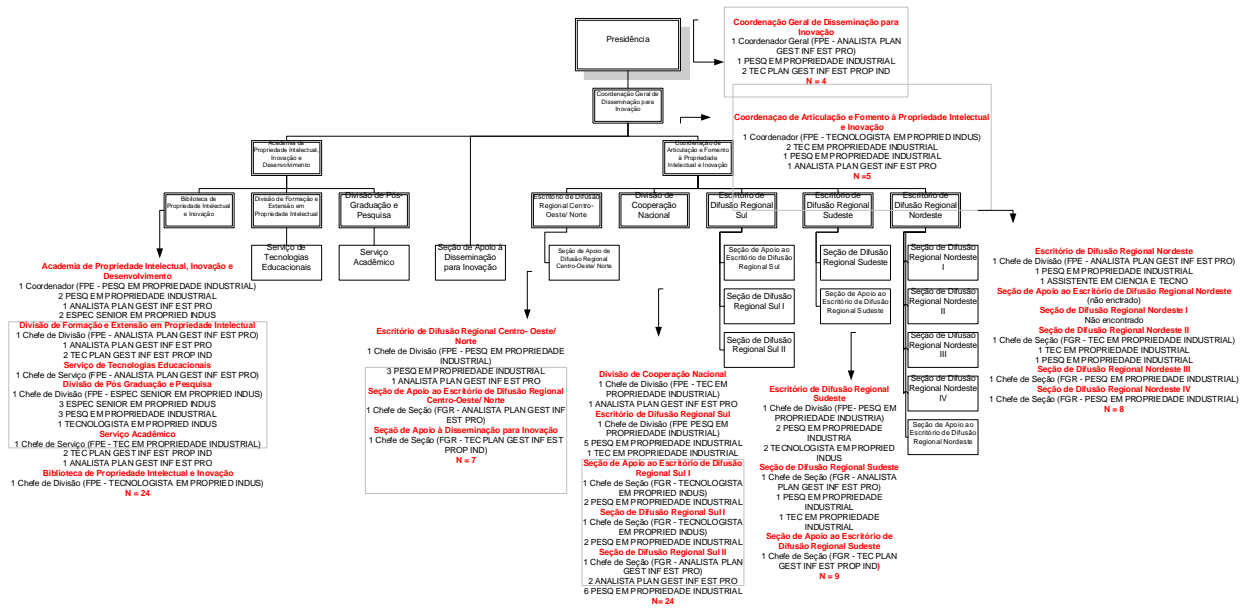 Presidência
Coordenação Geral de Disseminação para
Inovação
1 Coordenador Geral (FPE - ANALISTA PLAN
GEST INF EST PRO)
1 PESQ EM PROPRIEDADE INDUSTRIAL
2 TEC PLAN GEST INF EST PROP IND
N = 4
Coordenação Geral de
Disseminação para
Inovação
Coordenaçao de Articulação e Fomento à Propriedade Intelectual
e Inovação
1 Coordenador (FPE - TECNOLOGISTA EM PROPRIED INDUS)
2 TEC EM PROPRIEDADE INDUSTRIAL
1 PESQ EM PROPRIEDADE INDUSTRIAL
1 ANALISTA PLAN GEST INF EST PRO
N =5
Academia de
Propriedade Intelectual,
Inovação e
Desenvolvimento
Coordenação de
Articulação e Fomento
à Propriedade
Intelectual e Inovação
Biblioteca de
Propriedade Intelectual
e Inovação
Divisão de Formação e
Extensão em
Propriedade Intelectual
Divisão de Pós-
Graduação e
Pesquisa
Escritório de Difusão
Regional Centro-
Oeste/ Norte
Divisão de
Cooperação
Nacional
Escritório de
Difusão Regional
Sul
Escritório de
Difusão Regional
Sudeste
Escritório de
Difusão Regional
Nordeste
Serviço de
Tecnologias
Educacionais
Serviço
Acadêmico
Seção de Apoio à
Disseminação
para Inovação
Seção de Apoio de
Difusão Regional
Centro-Oeste/ Norte
Seção de Apoio ao
Escritório de Difusão
Regional Sul
Seção de Difusão
Regional Sul I
Seção de Difusão
Regional Sul II
Seção de Difusão
Regional Sudeste
Seção de Apoio ao
Escritório de Difusão
Regional Sudeste
Seção de Difusão
Regional Nordeste
I
Seção de Difusão
Regional Nordeste
II
Seção de Difusão
Regional Nordeste
III
Seção de Difusão
Regional Nordeste
IV
Seção de Apoio ao
Escritório de Difusão
Regional Nordeste
Academia de Propriedade Intelectual, Inovação e
Desenvolvimento
1 Coordenador (FPE - PESQ EM PROPRIEDADE INDUSTRIAL)
2 PESQ EM PROPRIEDADE INDUSTRIAL
1 ANALISTA PLAN GEST INF EST PRO
2 ESPEC SENIOR EM PROPRIED INDUS
Divisão de Formação e Extensão em Propriedade Intelectual
1 Chefe de Divisão (FPE - ANALISTA PLAN GEST INF EST PRO)
1 ANALISTA PLAN GEST INF EST PRO
2 TEC PLAN GEST INF EST PROP IND
Serviço de Tecnologias Educacionais
1 Chefe de Serviço (FPE - ANALISTA PLAN GEST INF EST PRO)
Divisão de Pós Graduação e Pesquisa
1 Chefe de Divisão (FPE - ESPEC SENIOR EM PROPRIED INDUS)
3 ESPEC SENIOR EM PROPRIED INDUS
3 PESQ EM PROPRIEDADE INDUSTRIAL
1 TECNOLOGISTA EM PROPRIED INDUS
Serviço Acadêmico
1 Chefe de Serviço (FPE - TEC EM PROPRIEDADE INDUSTRIAL)
2 TEC PLAN GEST INF EST PROP IND
1 ANALISTA PLAN GEST INF EST PRO
Biblioteca de Propriedade Intelectual e Inovação
1 Chefe de Divisão (FPE - TECNOLOGISTA EM PROPRIED INDUS)
N = 24
Escritório de Difusão Regional Centro- Oeste/
Norte
1 Chefe de Divisão (FPE - PESQ EM PROPRIEDADE
INDUSTRIAL)
3 PESQ EM PROPRIEDADE INDUSTRIAL
1 ANALISTA PLAN GEST INF EST PRO
Seção de Apoio ao Escritório de Difusão Regional
Centro-Oeste/ Norte
1 Chefe de Seção (FGR - ANALISTA PLAN GEST INF
EST PRO)
Seçaõ de Apoio à Disseminação para Inovação
1 Chefe de Seção (FGR - TEC PLAN GEST INF EST
PROP IND)
N = 7
Divisão de Cooperação Nacional
1 Chefe de Divisão (FPE - TEC EM
PROPRIEDADE INDUSTRIAL)
1 ANALISTA PLAN GEST INF EST PRO
Escritório de Difusão Regional Sul
1 Chefe de Divisão (FPE PESQ EM
PROPRIEDADE INDUSTRIAL)
5 PESQ EM PROPRIEDADE INDUSTRIAL
1 TEC EM PROPRIEDADE INDUSTRIAL
Seção de Apoio ao Escritório de Difusão
Regional Sul I
1 Chefe de Seção (FGR - TECNOLOGISTA
EM PROPRIED INDUS)
2 PESQ EM PROPRIEDADE INDUSTRIAL
Seção de Difusão Regional Sul I
1 Chefe de Seção (FGR - TECNOLOGISTA
EM PROPRIED INDUS)
2 PESQ EM PROPRIEDADE INDUSTRIAL
Seção de Difusão Regional Sul II
1 Chefe de Seção (FGR - ANALISTA PLAN
GEST INF EST PRO)
2 ANALISTA PLAN GEST INF EST PRO
6 PESQ EM PROPRIEDADE INDUSTRIAL
N= 24
Escritório de Difusão Regional
Sudeste
1 Chefe de Divisão (FPE - PESQ EM
PROPRIEDADE INDUSTRIA)
2 PESQ EM PROPRIEDADE
INDUSTRIA
2 TECNOLOGISTA EM PROPRIED
INDUS
Seção de Difusão Regional Sudeste
1 Chefe de Seção (FGR - ANALISTA
PLAN GEST INF EST PRO)
1 PESQ EM PROPRIEDADE
INDUSTRIAL
1 TEC EM PROPRIEDADE
INDUSTRIAL
Seção de Apoio ao Escritório de
Difusão Regional Sudeste
1 Chefe de Seção (FGR - TEC PLAN
GEST INF EST PROP IND)
N = 9
Escritório de Difusão Regional Nordeste
1 Chefe de Divisão (FPE - ANALISTA PLAN GEST INF EST PRO)
1 PESQ EM PROPRIEDADE INDUSTRIAL
1 ASSISTENTE EM CIENCIA E TECNO
Seção de Apoio ao Escritório de Difusão Regional Nordeste
(não enctrado)
Seção de Difusão Regional Nordeste I
Não encontrado
Seção de Difusão Regional Nordeste II
1 Chefe de Seção (FGR - TEC EM PROPRIEDADE INDUSTRIAL)
1 TEC EM PROPRIEDADE INDUSTRIAL
1 PESQ EM PROPRIEDADE INDUSTRIAL
Seção de Difusão Regional Nordeste III
1 Chefe de Seção (FGR - PESQ EM PROPRIEDADE INDUSTRIAL)
Seção de Difusão Regional Nordeste IV
1 Chefe de Seção (FGR - PESQ EM PROPRIEDADE INDUSTRIAL)
N = 8